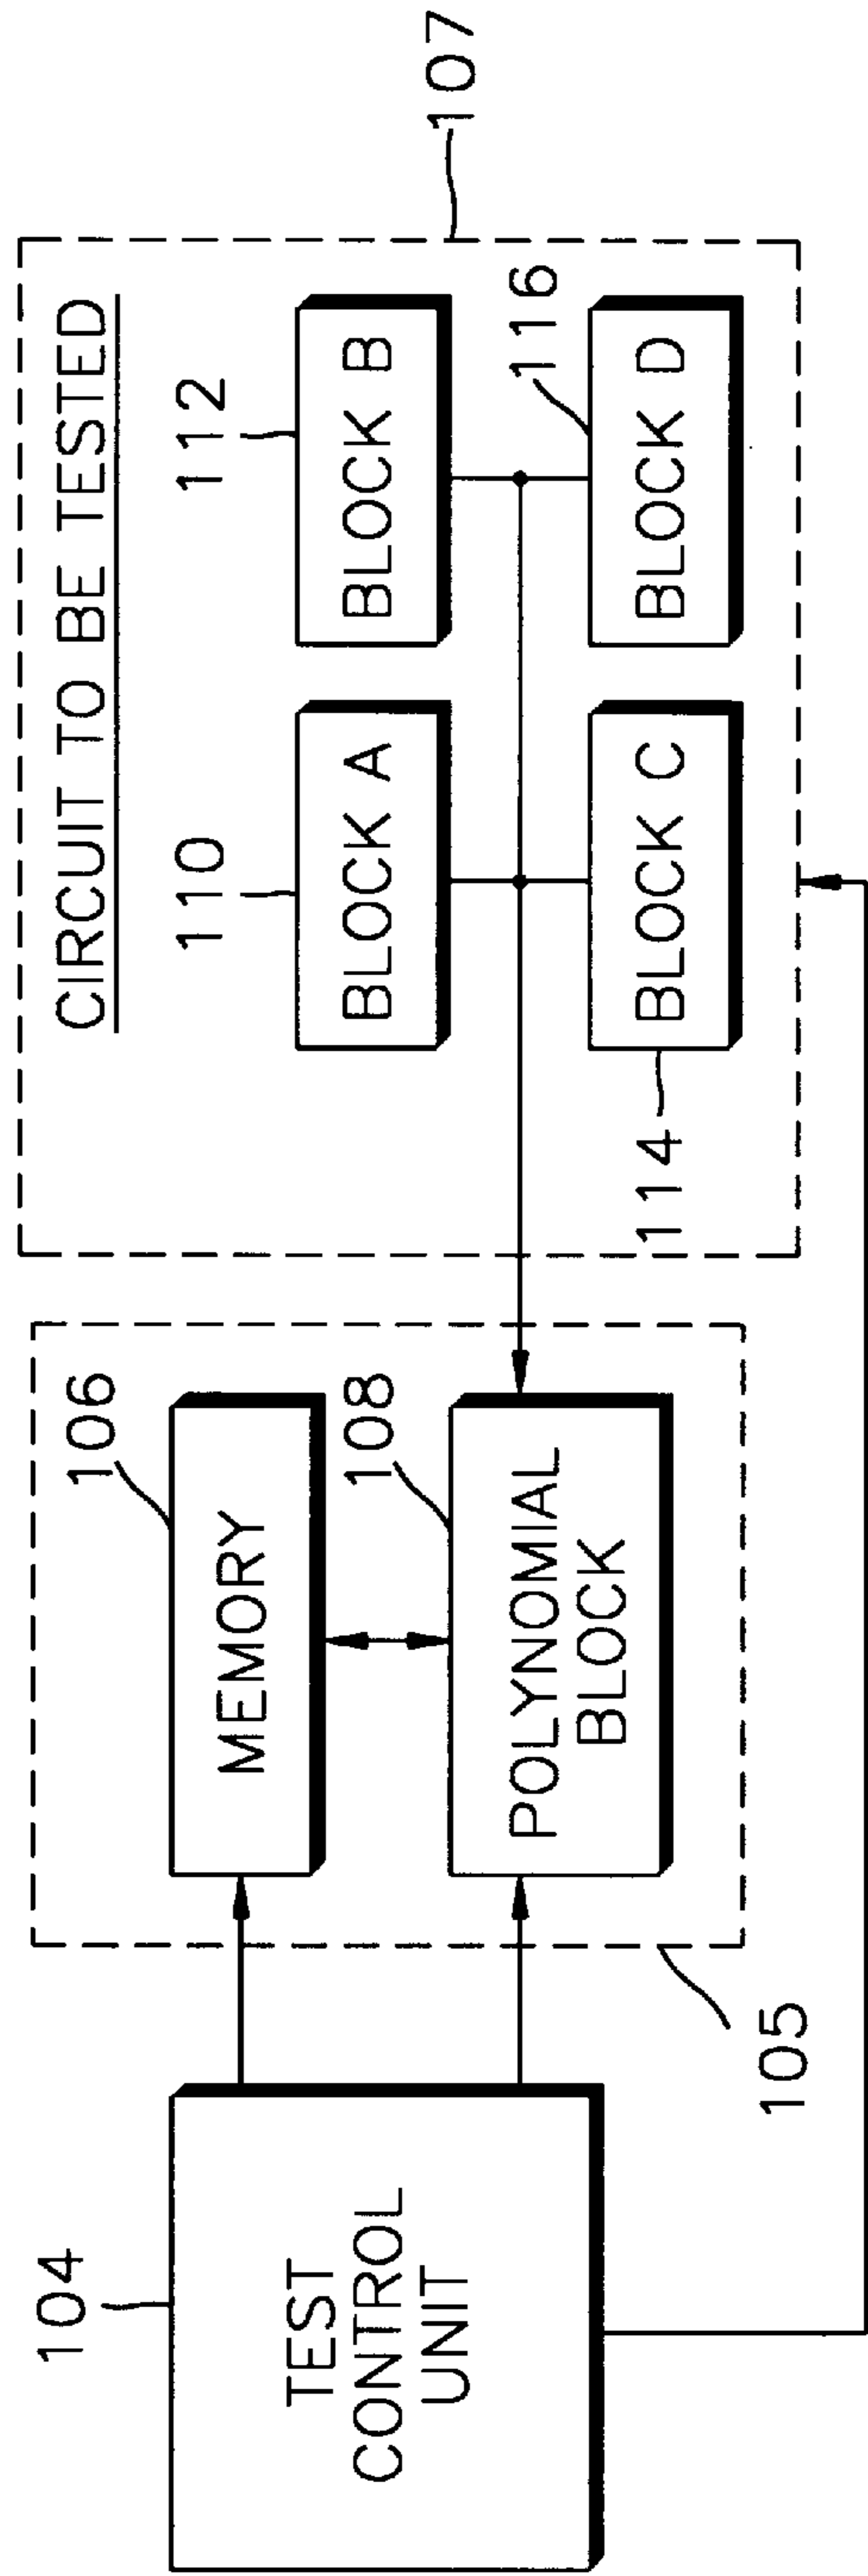 104
TEST
CONTROL
UNIT
105
106
MEMORY
108
POLYNOMIAL
BLOCK
CIRCUIT TO BE TESTED
107
110
BLOCK A
112
BLOCK B
114
BLOCK C
116
BLOCK D